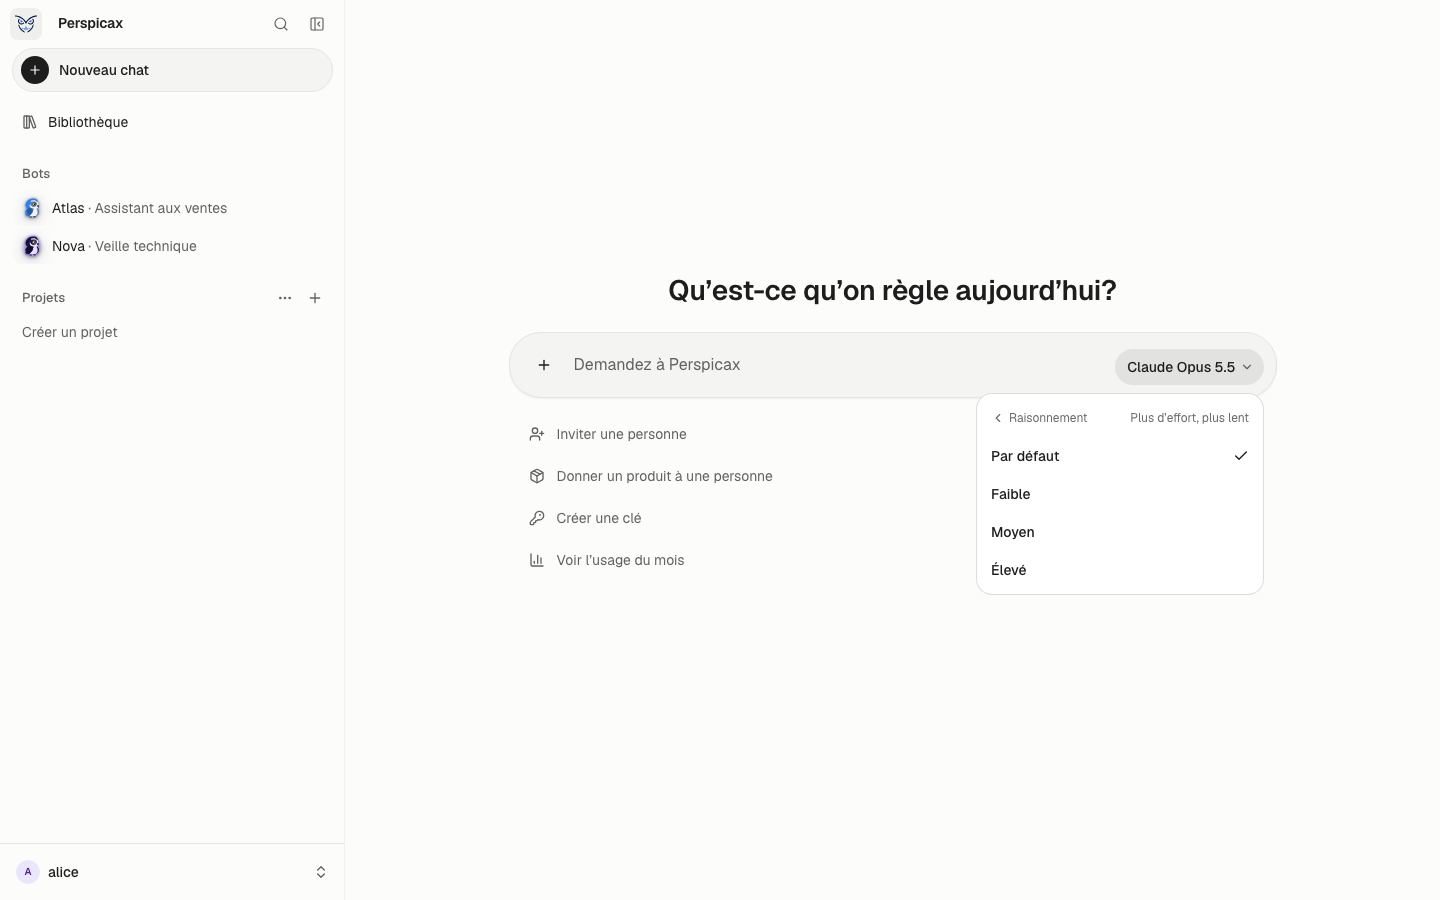 Perspicax
Nouveau chat
Bibliothèque
Bots
Atlas · Assistant aux ventes
Nova · Veille technique
Projets
Créer un projet
Qu’est-ce qu’on règle aujourd’hui?
Demandez à Perspicax
Claude Opus 5.5
Inviter une personne
Donner un produit à une personne
Créer une clé
Voir l’usage du mois
Raisonnement Plus d’effort, plus lent
Par défaut
Faible
Moyen
Élevé
A alice